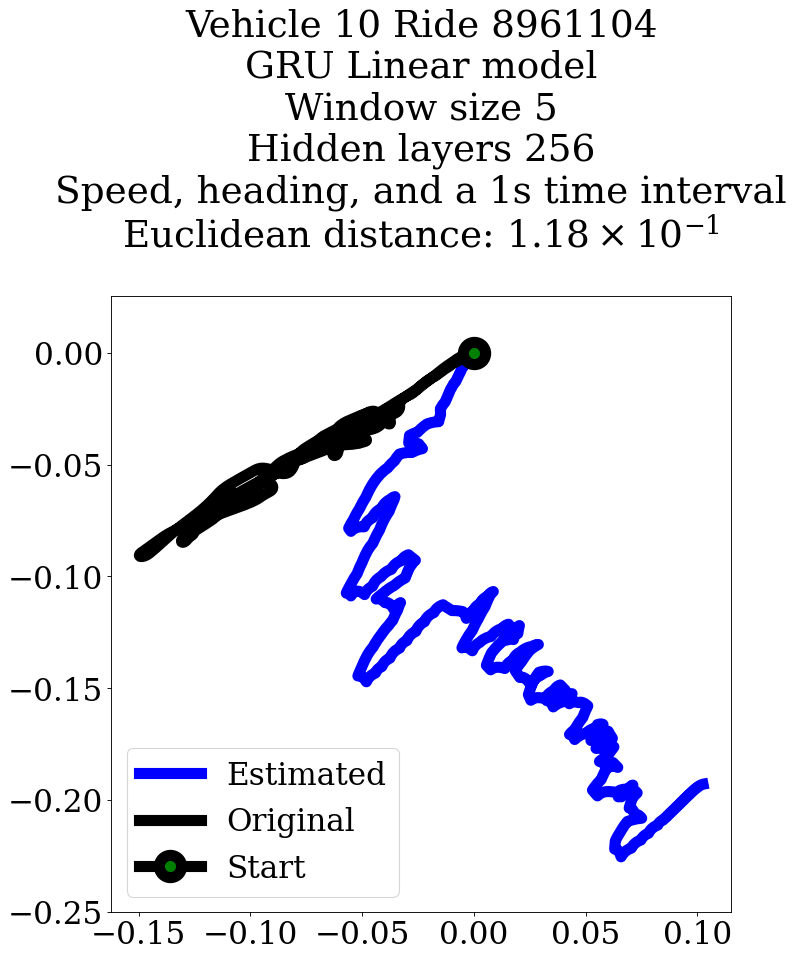 Vehicle 10 Ride 8961104
GRU Linear model
Window size 5
Hidden layers 256
Speed, heading, and a 1s time interval
Euclidean distance: 1.18 × 10⁻¹
0.00
−0.05
−0.10
−0.15
−0.20
−0.25
Estimated
Original
Start
−0.15 −0.10 −0.05 0.00 0.05 0.10